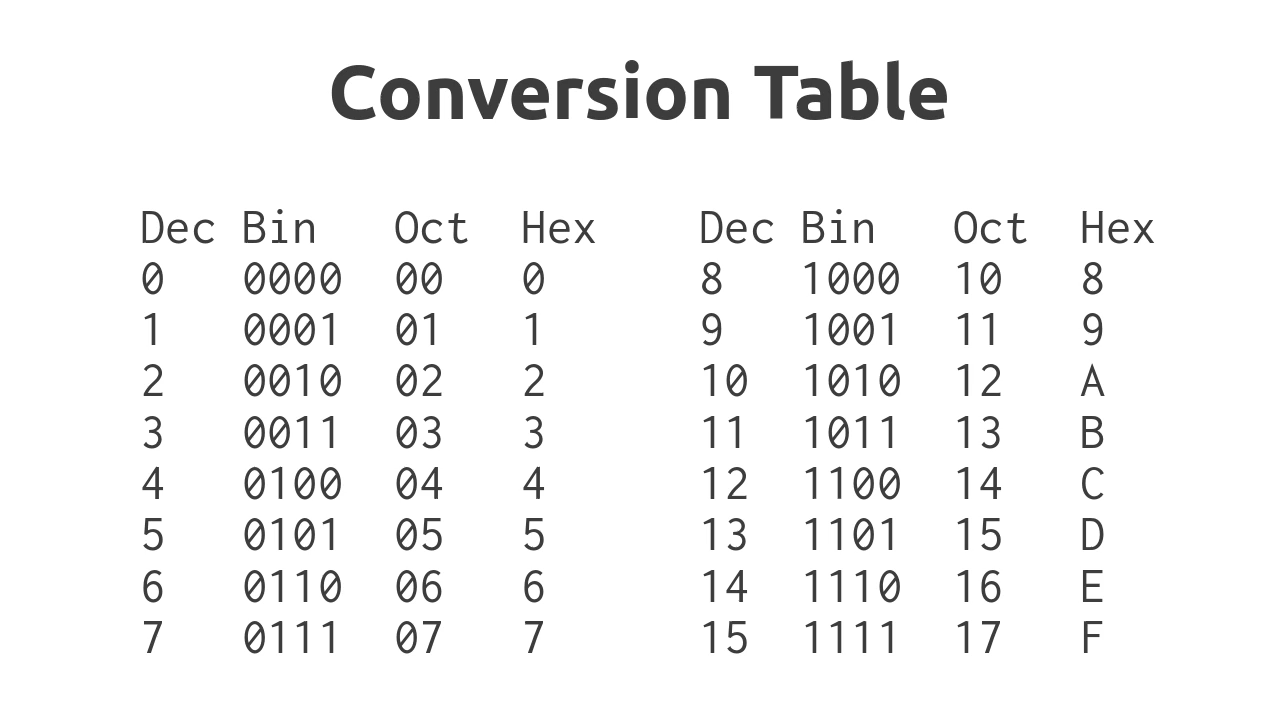 Conversion Table
Dec Bin Oct Hex Dec Bin Oct Hex
0 0000 00 0 8 1000 10 8
1 0001 01 1 9 1001 11 9
2 0010 02 2 10 1010 12 A
3 0011 03 3 11 1011 13 B
4 0100 04 4 12 1100 14 C
5 0101 05 5 13 1101 15 D
6 0110 06 6 14 1110 16 E
7 0111 07 7 15 1111 17 F